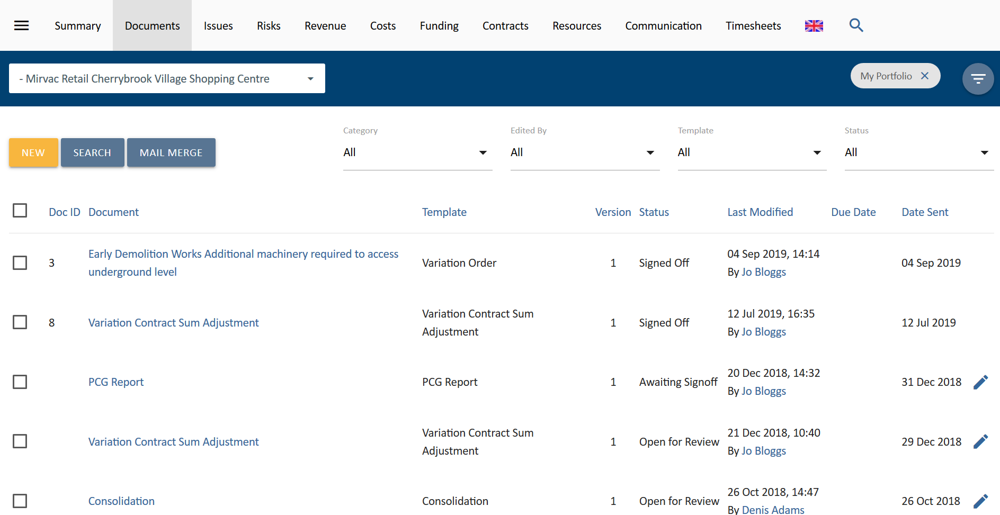 Summary Documents Issues Risks Revenue Costs Funding Contracts Resources Communication Timesheets
- Mirvac Retail Cherrybrook Village Shopping Centre
My Portfolio
Category Edited By Template Status
NEW SEARCH MAIL MERGE All All All All
Doc ID Document Template Version Status Last Modified Due Date Date Sent
Early Demolition Works Additional machinery required to access 04 Sep 2019, 14:14
3 Variation Order 1 Signed Off 04 Sep 2019
underground level By Jo Bloggs
Variation Contract Sum 12 Jul 2019, 16:35
8 Variation Contract Sum Adjustment 1 Signed Off 12 Jul 2019
Adjustment By Jo Bloggs
20 Dec 2018, 14:32
PCG Report PCG Report 1 Awaiting Signoff 31 Dec 2018
By Jo Bloggs
Variation Contract Sum 21 Dec 2018, 10:40
Variation Contract Sum Adjustment 1 Open for Review 29 Dec 2018
Adjustment By Jo Bloggs
26 Oct 2018, 14:47
Consolidation Consolidation 1 Open for Review 26 Oct 2018
By Denis Adams